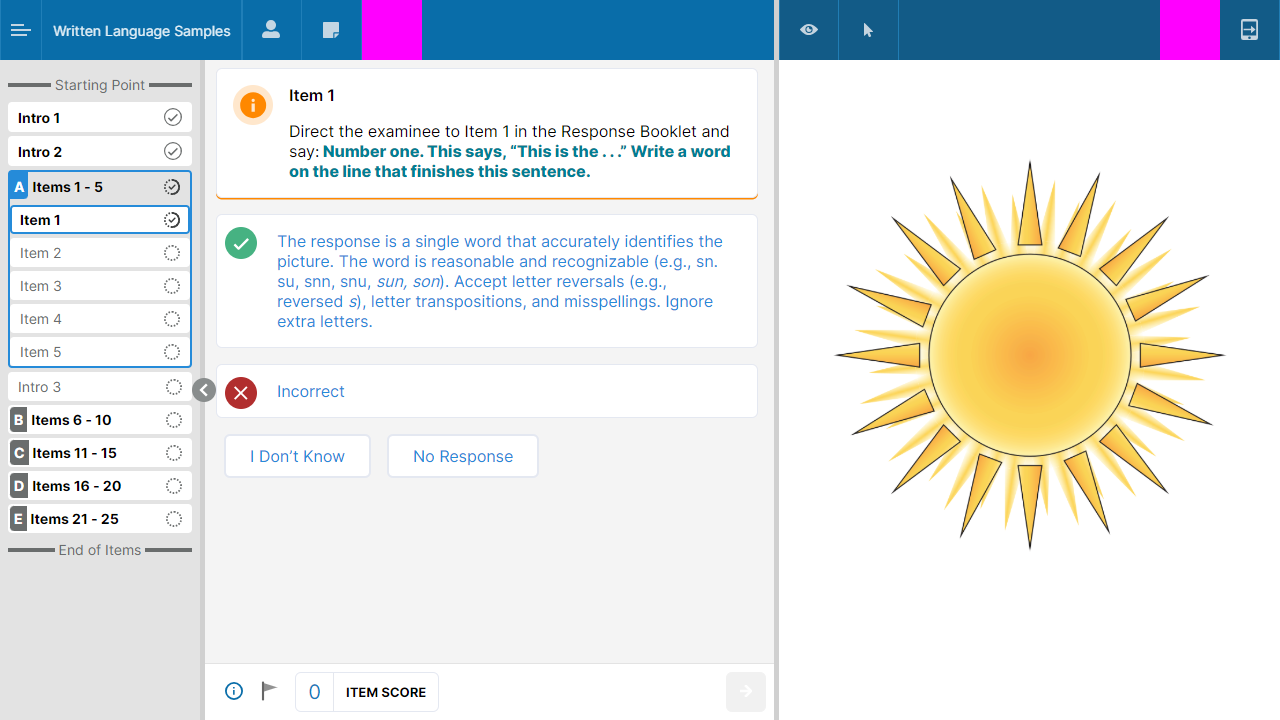 Written Language Samples
Starting Point
Intro 1
Intro 2
A Items 1 - 5
Item 1
Item 2
Item 3
Item 4
Item 5
Intro 3
B Items 6 - 10
C Items 11 - 15
D Items 16 - 20
E Items 21 - 25
End of Items
Item 1
Direct the examinee to Item 1 in the Response Booklet and
say: Number one. This says, “This is the . . .” Write a word
on the line that finishes this sentence.
The response is a single word that accurately identifies the
picture. The word is reasonable and recognizable (e.g., sn.
su, snn, snu, sun, son). Accept letter reversals (e.g.,
reversed s), letter transpositions, and misspellings. Ignore
extra letters.
Incorrect
I Don’t Know
No Response
0 ITEM SCORE